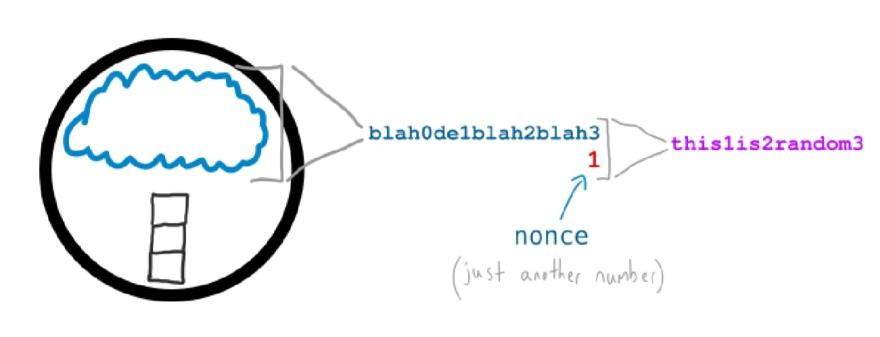 blah0de1blah2blah3
1
this1is2random3
nonce
(just another number)